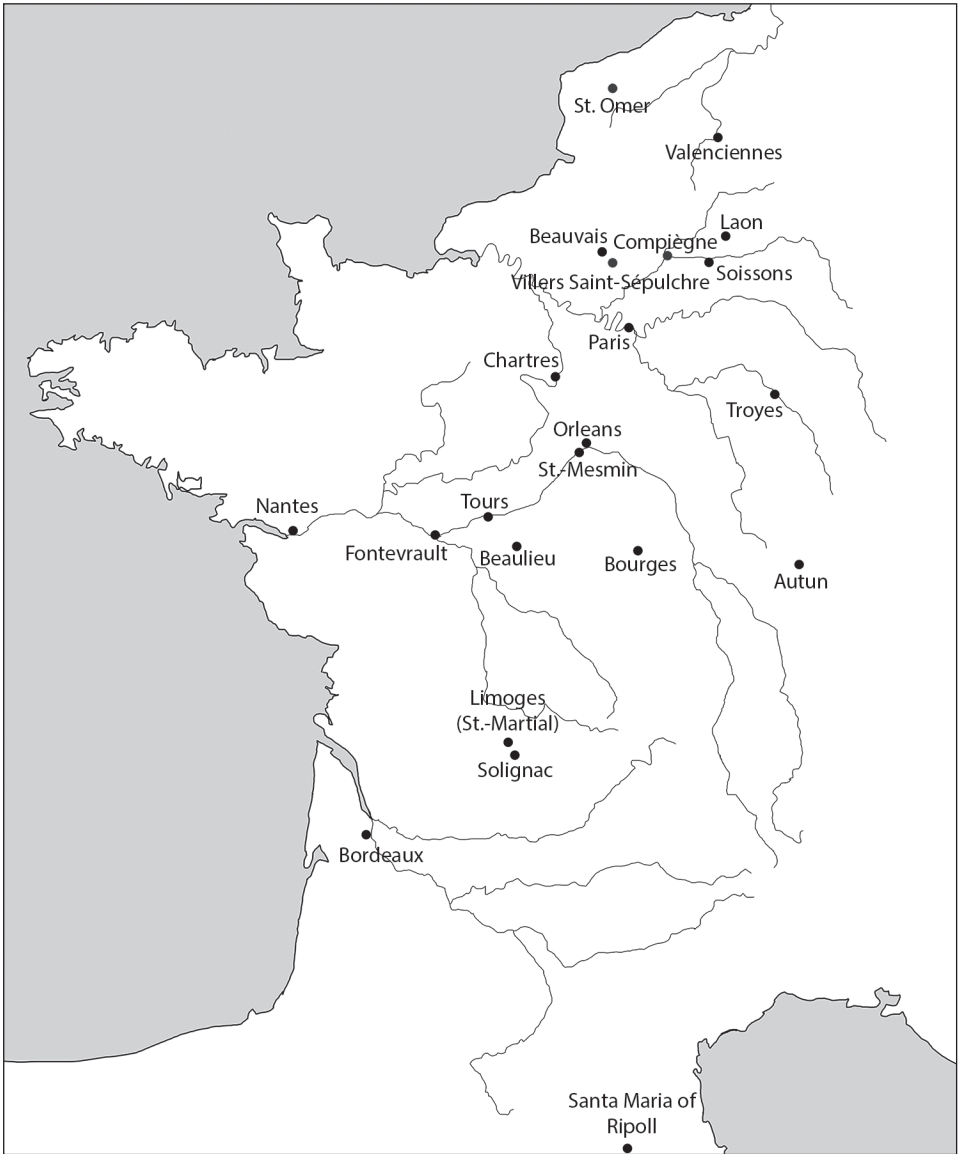 St. Omer
Valenciennes
Laon
Beauvais
Compiègne
Soissons
Villers Saint-Sépulchre
Paris
Chartres
Troyes
Orleans
St.-Mesmin
Tours
Nantes
Fontevrault
Beaulieu
Bourges
Autun
Limoges
(St.-Martial)
Solignac
Bordeaux
Santa Maria of
Ripoll